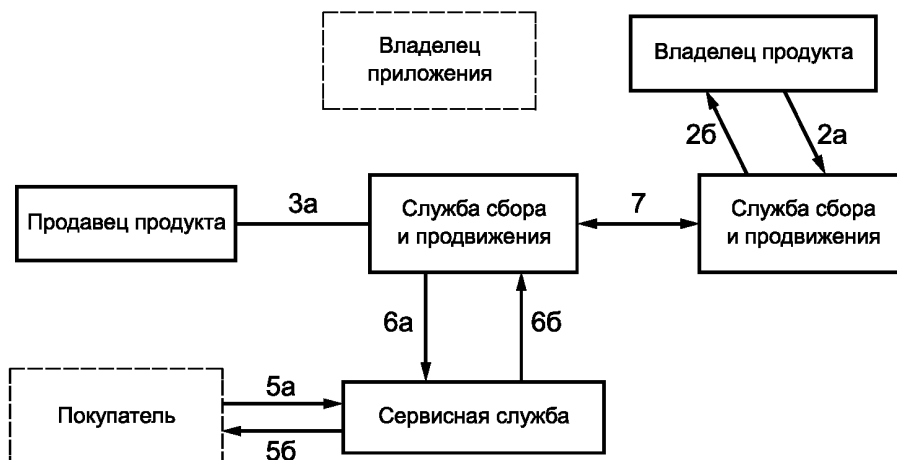 Владелец
приложения
Владелец продукта
2б
2а
Продавец продукта
3а
Служба сбора
и продвижения
7
Служба сбора
и продвижения
6а
6б
Покупатель
5а
5б
Сервисная служба